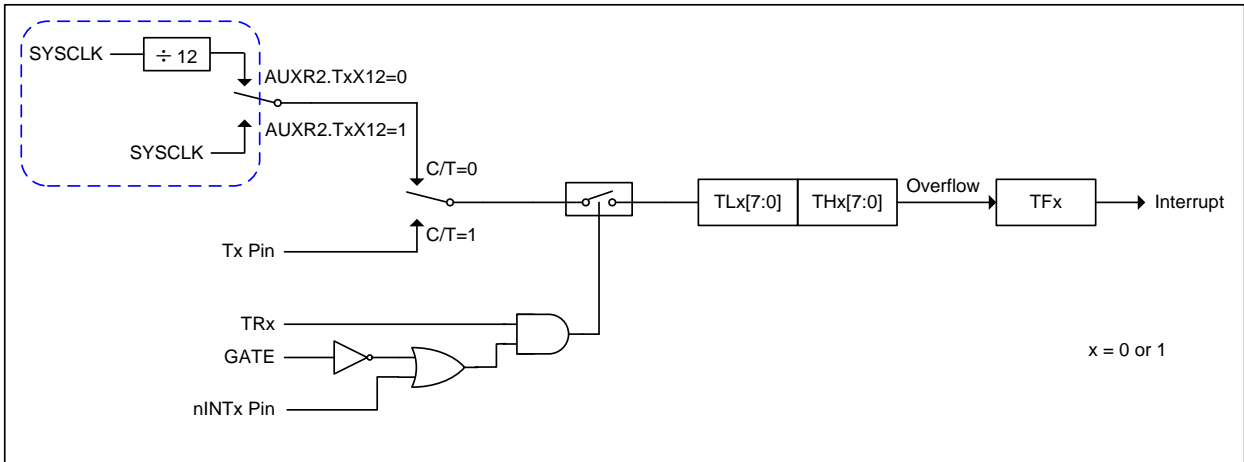 SYSCLK
÷ 12
AUXR2.TxX12=0
AUXR2.TxX12=1
SYSCLK
C/T=0
C/T=1
Tx Pin
TLx[7:0]
THx[7:0]
Overflow
TFx
Interrupt
TRx
GATE
nINTx Pin
x = 0 or 1